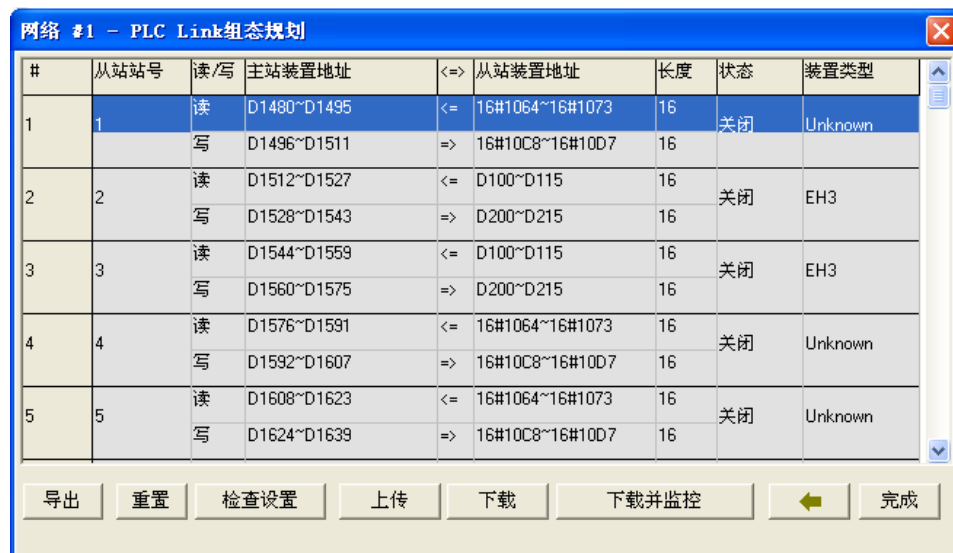 网络 #1 - PLC Link组态规划
# 从站站号 读/写 主站装置地址 <=> 从站装置地址 长度 状态 装置类型
1 1 读 D1480~D1495 <= 16#1064~16#1073 16 关闭 Unknown
写 D1496~D1511 => 16#10C8~16#10D7 16
2 2 读 D1512~D1527 <= D100~D115 16 关闭 EH3
写 D1528~D1543 => D200~D215 16
3 3 读 D1544~D1559 <= D100~D115 16 关闭 EH3
写 D1560~D1575 => D200~D215 16
4 4 读 D1576~D1591 <= 16#1064~16#1073 16 关闭 Unknown
写 D1592~D1607 => 16#10C8~16#10D7 16
5 5 读 D1608~D1623 <= 16#1064~16#1073 16 关闭 Unknown
写 D1624~D1639 => 16#10C8~16#10D7 16
导出 重置 检查设置 上传 下载 下载并监控 完成